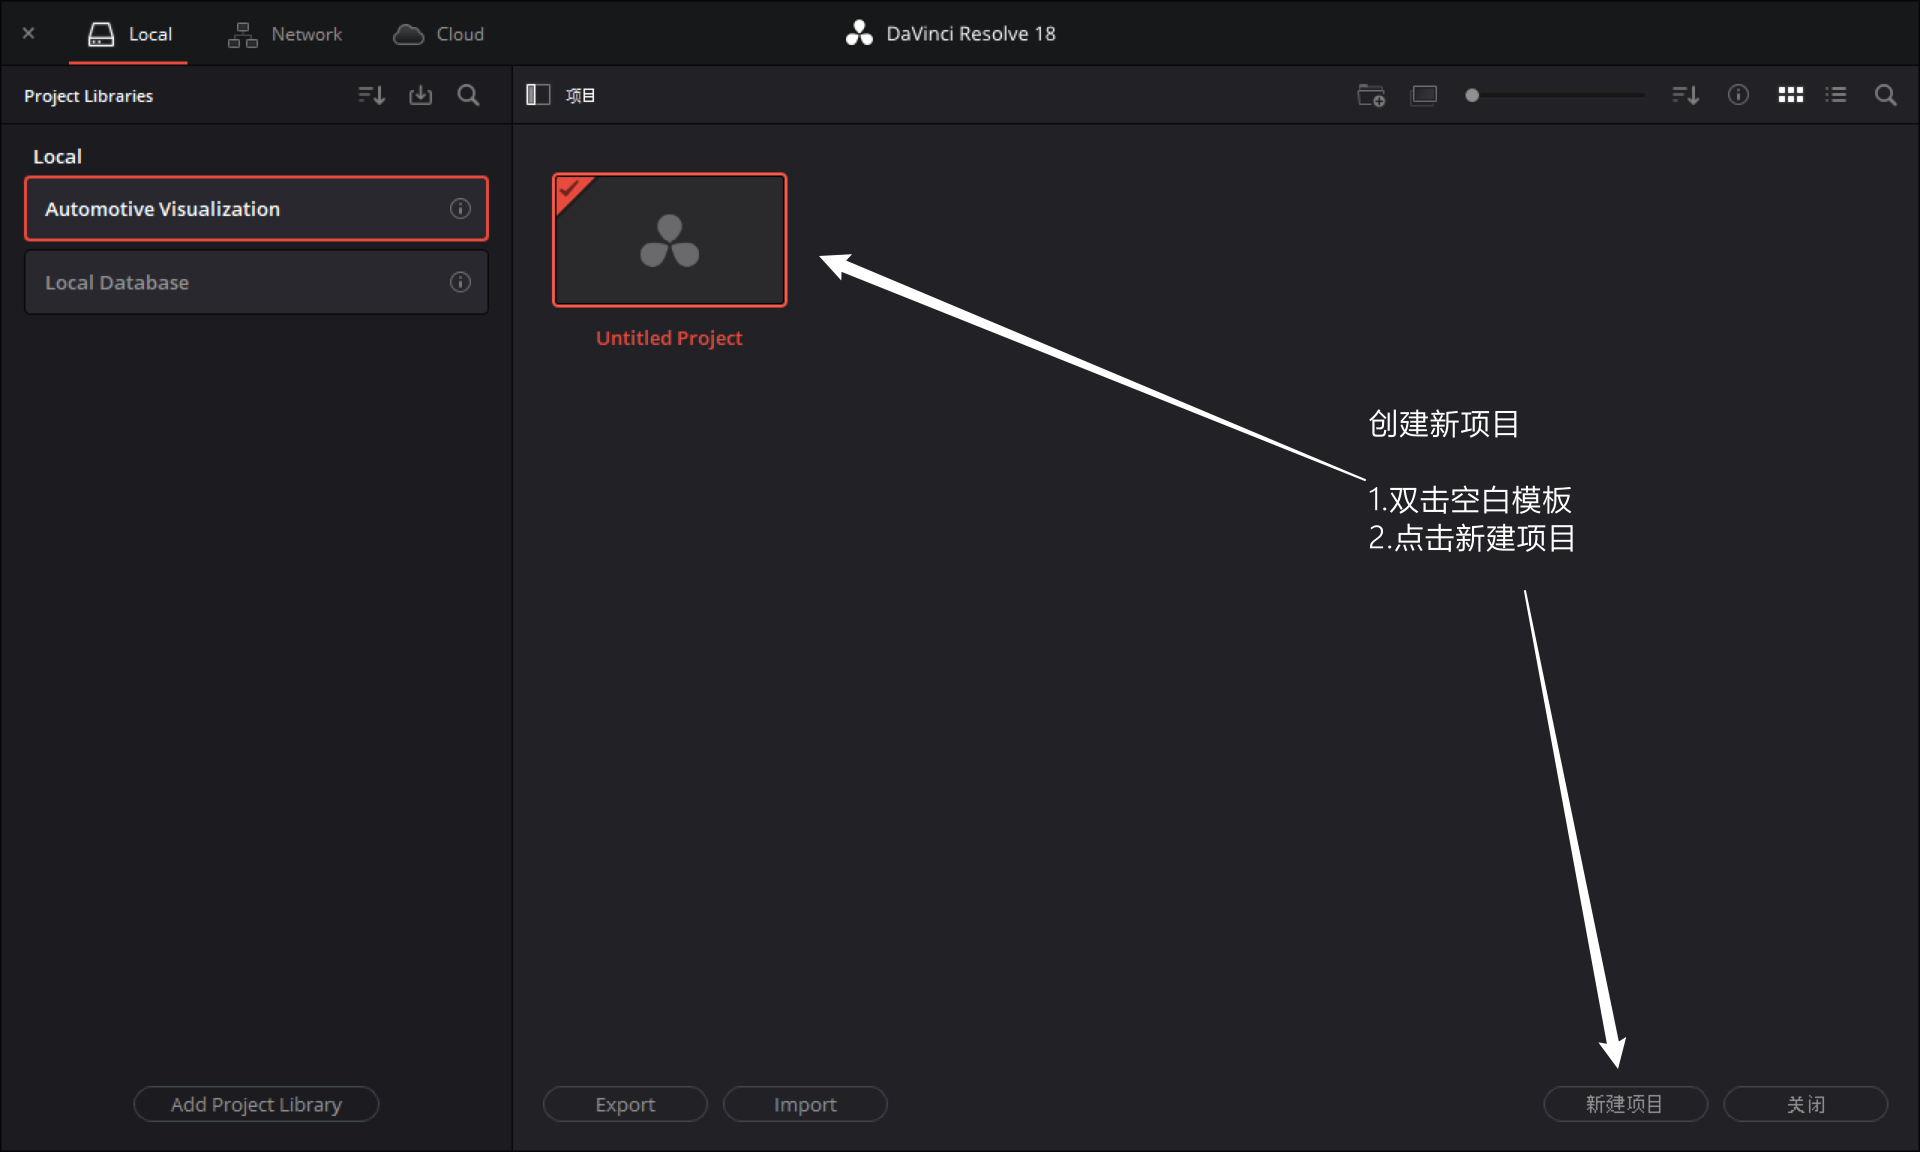 Local
Network
Cloud
DaVinci Resolve 18
Project Libraries
项目
Local
Automotive Visualization
Local Database
Untitled Project
创建新项目
1.双击空白模板
2.点击新建项目
Add Project Library
Export
Import
新建项目
关闭